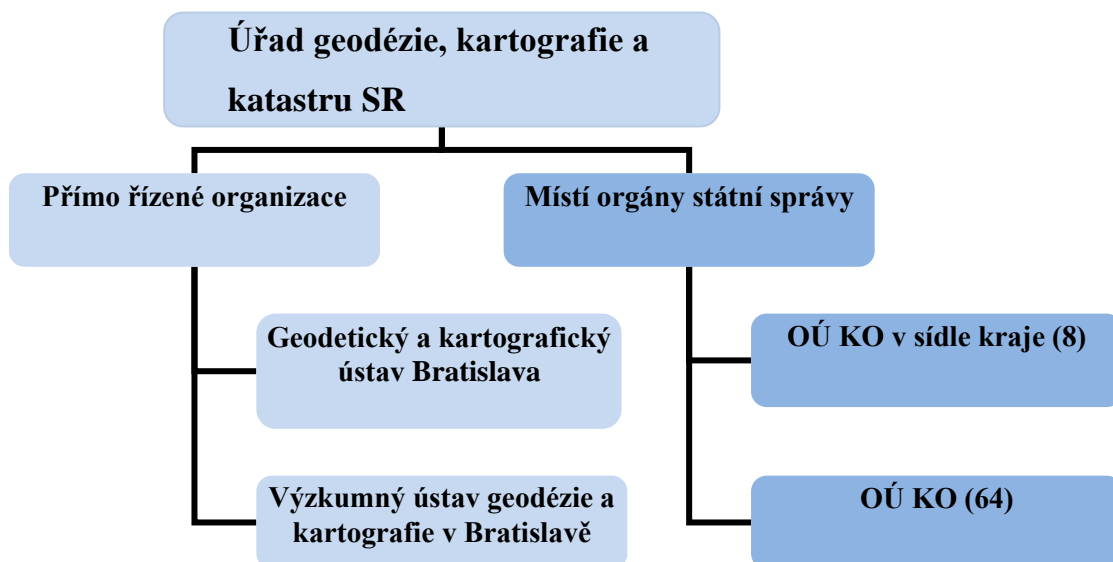 Úřad geodézie, kartografie a
katastru SR
Přímo řízené organizace
Místí orgány státní správy
Geodetický a kartografický
ústav Bratislava
OÚ KO v sídle kraje (8)
Výzkumný ústav geodézie a
kartografie v Bratislavě
OÚ KO (64)